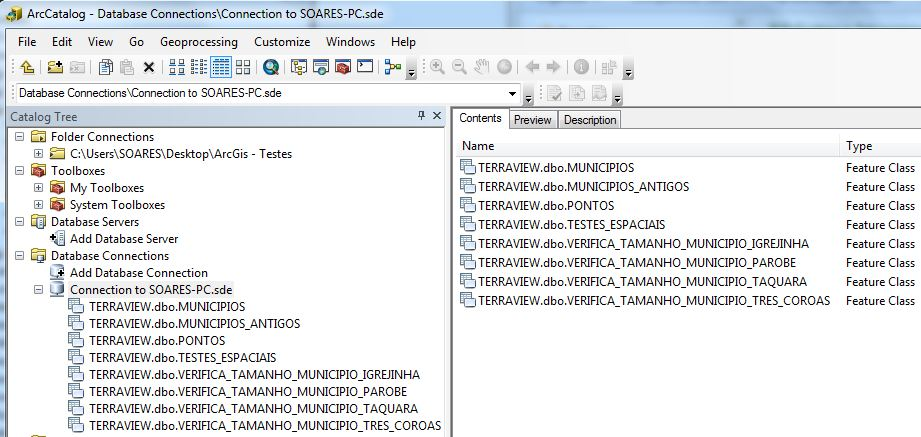 ArcCatalog - Database Connections\Connection to SOARES-PC.sde
File Edit View Go Geoprocessing Customize Windows Help
Database Connections\Connection to SOARES-PC.sde
Catalog Tree
Folder Connections
C:\Users\SOARES\Desktop\ArcGis - Testes
Toolboxes
My Toolboxes
System Toolboxes
Database Servers
Add Database Server
Database Connections
Add Database Connection
Connection to SOARES-PC.sde
TERRAVIEW.dbo.MUNICIPIOS
TERRAVIEW.dbo.MUNICIPIOS_ANTIGOS
TERRAVIEW.dbo.PONTOS
TERRAVIEW.dbo.TESTES_ESPACIAIS
TERRAVIEW.dbo.VERIFICA_TAMANHO_MUNICIPIO_IGREJINHA
TERRAVIEW.dbo.VERIFICA_TAMANHO_MUNICIPIO_PAROBE
TERRAVIEW.dbo.VERIFICA_TAMANHO_MUNICIPIO_TAQUARA
TERRAVIEW.dbo.VERIFICA_TAMANHO_MUNICIPIO_TRES_COROAS
Contents Preview Description
Name Type
TERRAVIEW.dbo.MUNICIPIOS Feature Class
TERRAVIEW.dbo.MUNICIPIOS_ANTIGOS Feature Class
TERRAVIEW.dbo.PONTOS Feature Class
TERRAVIEW.dbo.TESTES_ESPACIAIS Feature Class
TERRAVIEW.dbo.VERIFICA_TAMANHO_MUNICIPIO_IGREJINHA Feature Class
TERRAVIEW.dbo.VERIFICA_TAMANHO_MUNICIPIO_PAROBE Feature Class
TERRAVIEW.dbo.VERIFICA_TAMANHO_MUNICIPIO_TAQUARA Feature Class
TERRAVIEW.dbo.VERIFICA_TAMANHO_MUNICIPIO_TRES_COROAS Feature Class